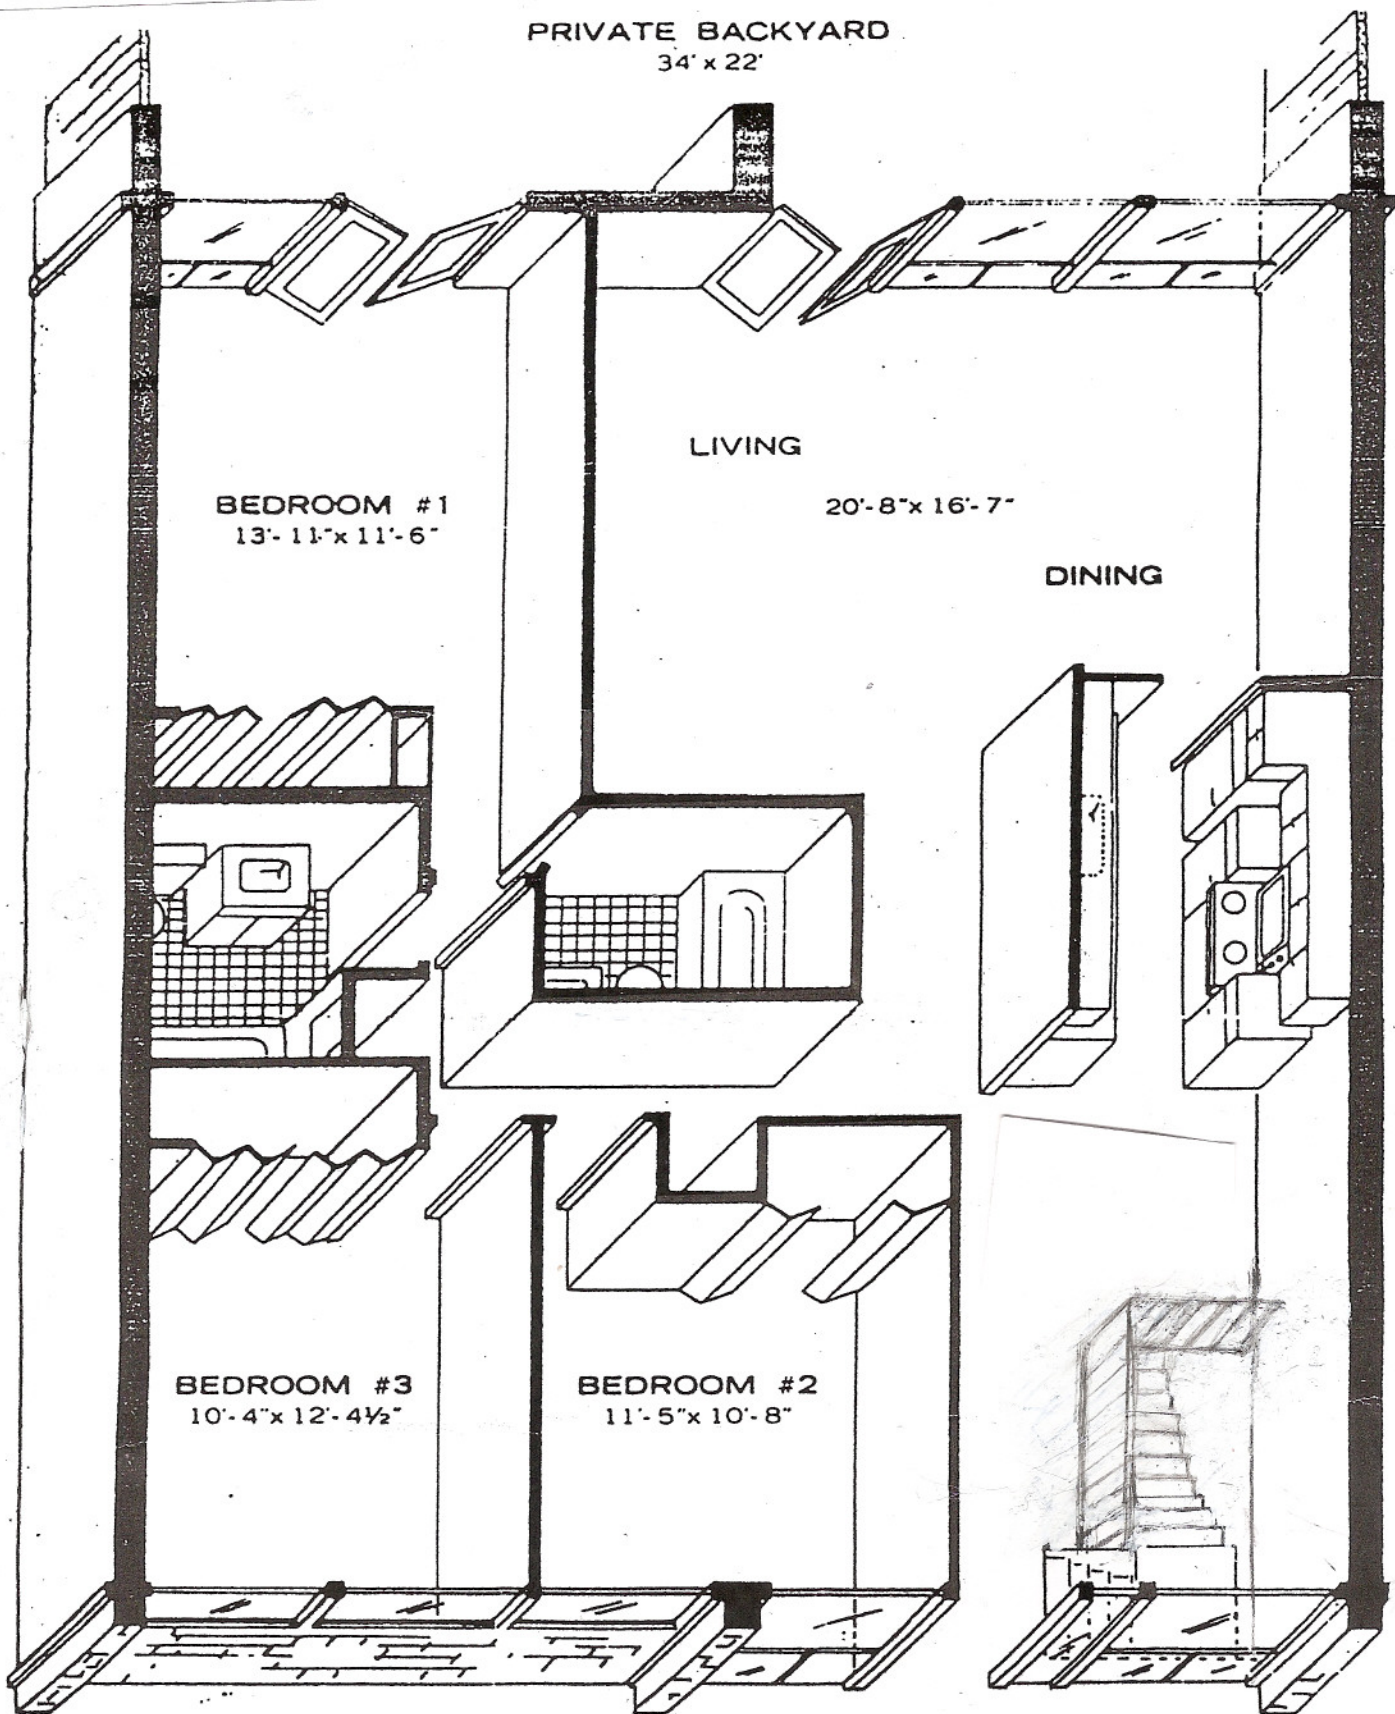 PRIVATE BACKYARD
34' x 22'
LIVING
BEDROOM #1
13'-11"x 11'-6"
20'-8"x 16'-7"
DINING
BEDROOM #3
10'-4"x 12'-4½"
BEDROOM #2
11'-5"x 10'-8"